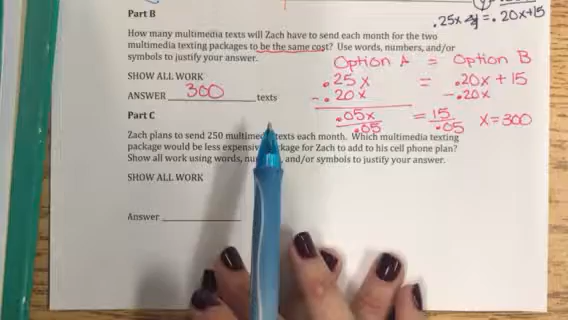 Part B
.25x = .20x+15
How many multimedia texts will Zach have to send each month for the two
multimedia texting packages to be the same cost? Use words, numbers, and/or
symbols to justify your answer.
Option A = Option B
SHOW ALL WORK
.25x = .20x + 15
ANSWER 300 texts
-.20x -.20x
.05x = 15
.05 .05
x=300
Part C
Zach plans to send 250 texts each month. Which multimedia texting
package would be less for Zach to add to his cell phone plan?
Show all work using words, and/or symbols to justify your answer.
SHOW ALL WORK
Answer